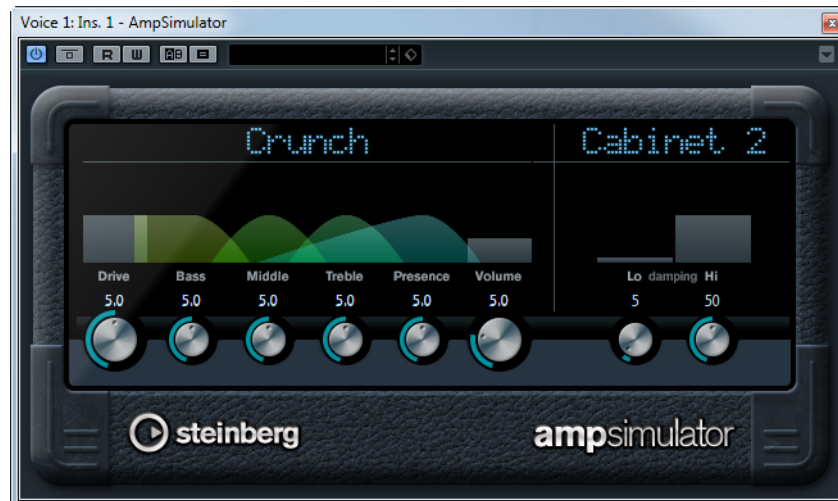 Voice 1: Ins. 1 - AmpSimulator
R W AB
Crunch Cabinet 2
Drive Bass Middle Treble Presence Volume Lo damping Hi
5.0 5.0 5.0 5.0 5.0 5.0 5 50
steinberg ampsimulator